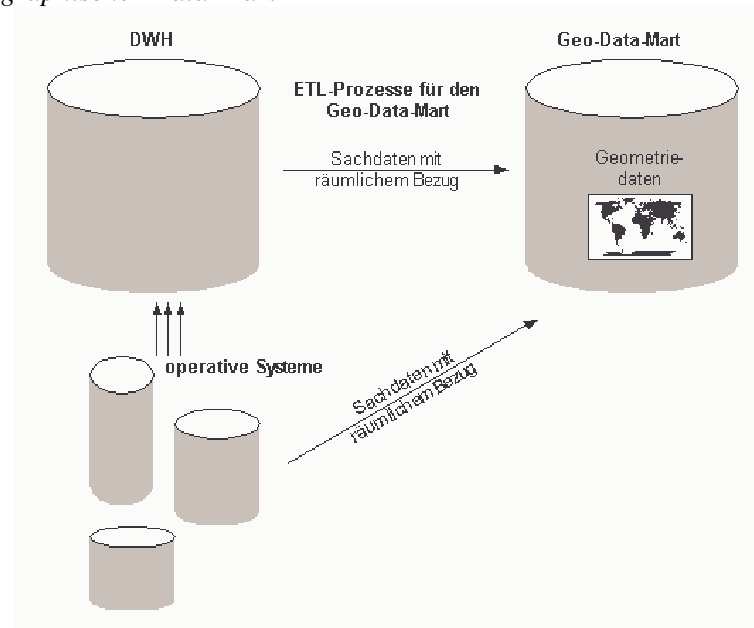 DWH
Geo-Data-Mart
ETL-Prozesse für den
Geo-Data-Mart
Sachdaten mit
räumlichem Bezug
Geometrie-
daten
operative Systeme
Sachdaten mit
räumlichem Bezug